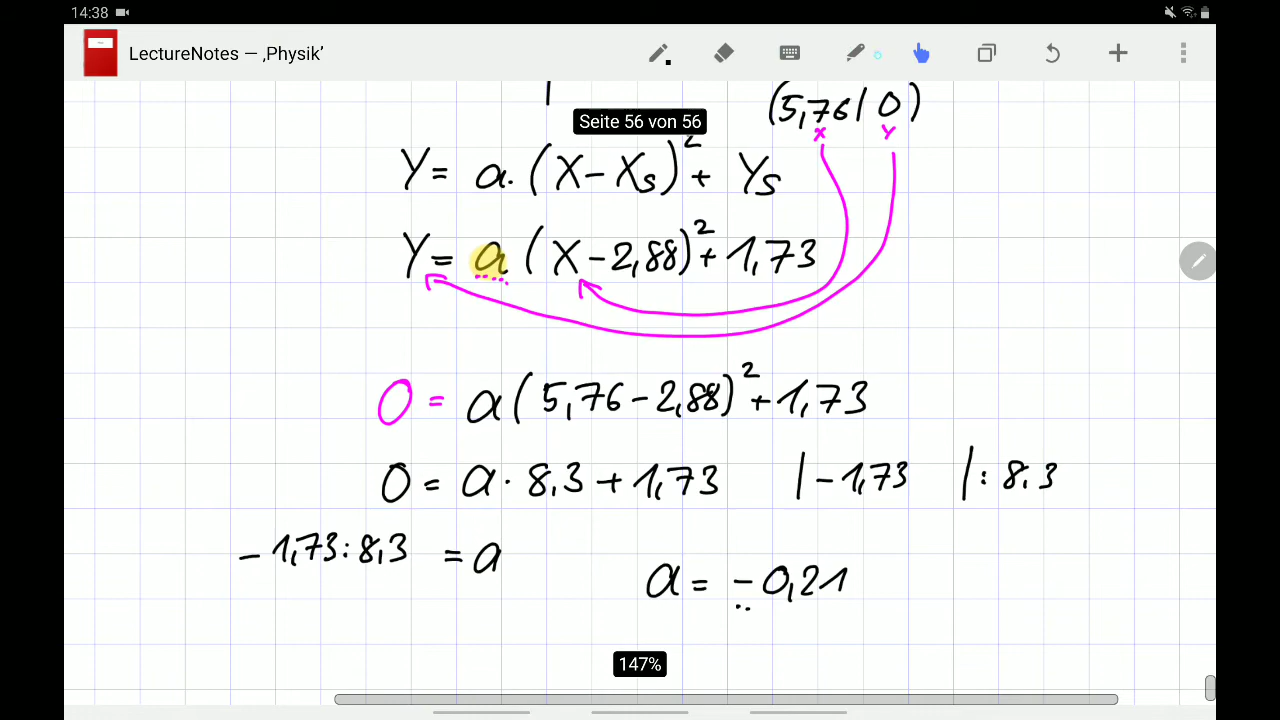 14:38
LectureNotes — ‚Physik‘
(5,76 | 0)
Seite 56 von 56
x y
Y = a · (X - Xs)² + Ys
Y = a (X - 2,88)² + 1,73
0 = a (5,76 - 2,88)² + 1,73
0 = a · 8,3 + 1,73 | - 1,73 | : 8,3
- 1,73 : 8,3 = a
a = - 0,21
147%